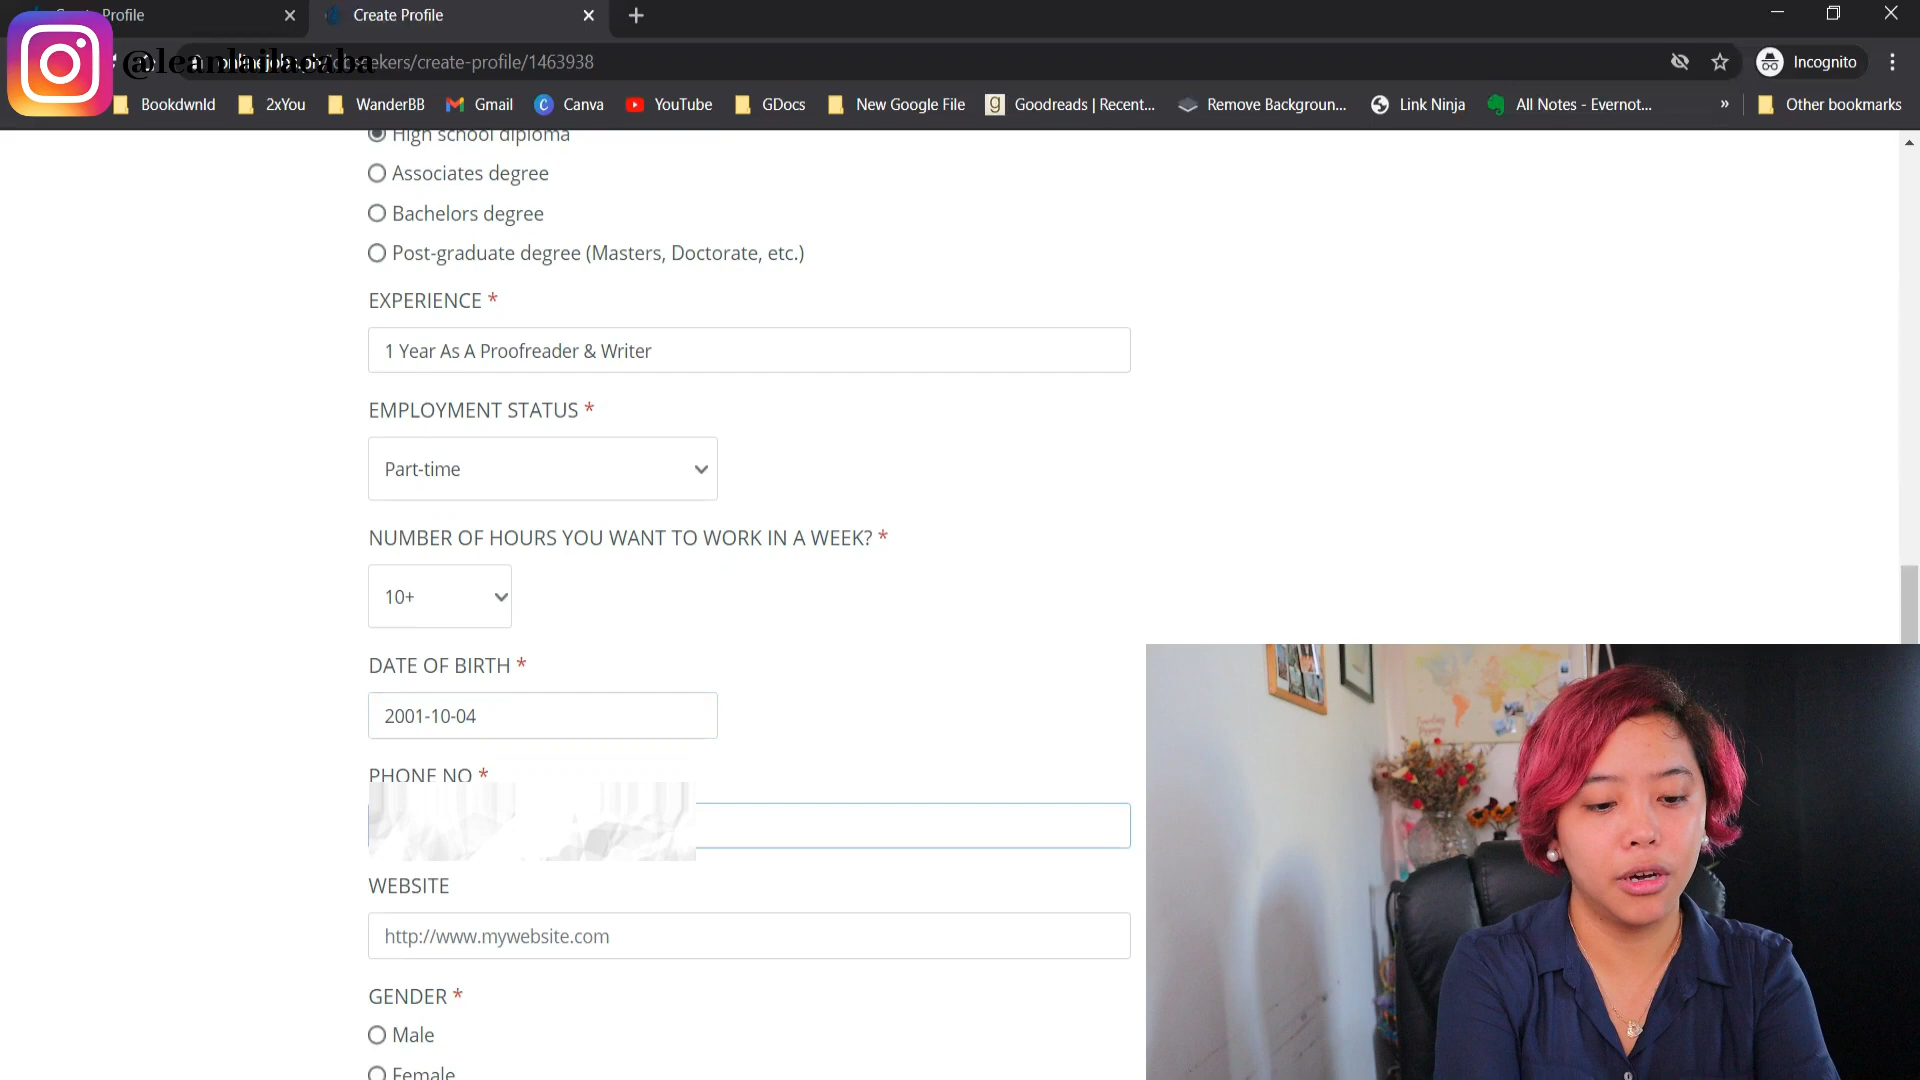 Profile
Create Profile
@leanlailacaba
onlinejobs.ph/jobseekers/create-profile/1463938
Incognito
Bookdwnld
2xYou
WanderBB
Gmail
Canva
YouTube
GDocs
New Google File
Goodreads | Recent...
Remove Backgroun...
Link Ninja
All Notes - Evernot...
»
Other bookmarks
High school diploma
Associates degree
Bachelors degree
Post-graduate degree (Masters, Doctorate, etc.)
EXPERIENCE *
1 Year As A Proofreader & Writer
EMPLOYMENT STATUS *
Part-time
NUMBER OF HOURS YOU WANT TO WORK IN A WEEK? *
10+
DATE OF BIRTH *
2001-10-04
PHONE NO *
WEBSITE
http://www.mywebsite.com
GENDER *
Male
Female